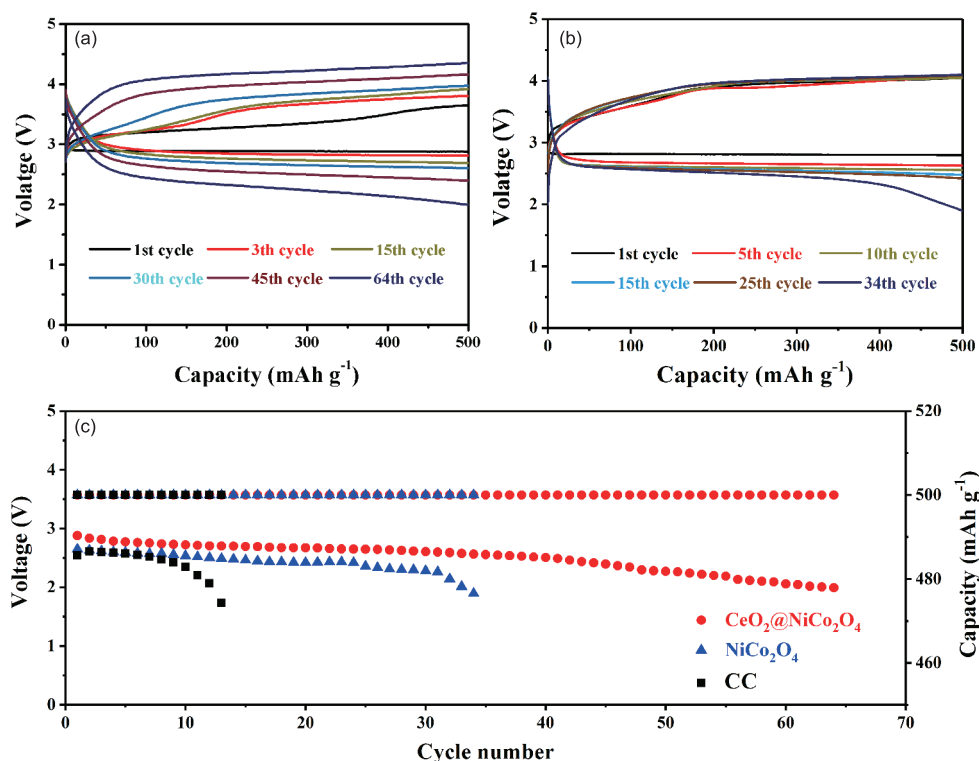 (a)
Volatge (V)
5
4
3
2
1
0
1st cycle 3th cycle 15th cycle
30th cycle 45th cycle 64th cycle
0 100 200 300 400 500
Capacity (mAh g-1)
(b)
Volatge (V)
5
4
3
2
1
0
1st cycle 5th cycle 10th cycle
15th cycle 25th cycle 34th cycle
0 100 200 300 400 500
Capacity (mAh g-1)
(c)
Voltage (V)
5
4
3
2
1
0
CeO2@NiCo2O4
NiCo2O4
CC
520
500
480
460
Capacity (mAh g-1)
0 10 20 30 40 50 60 70
Cycle number